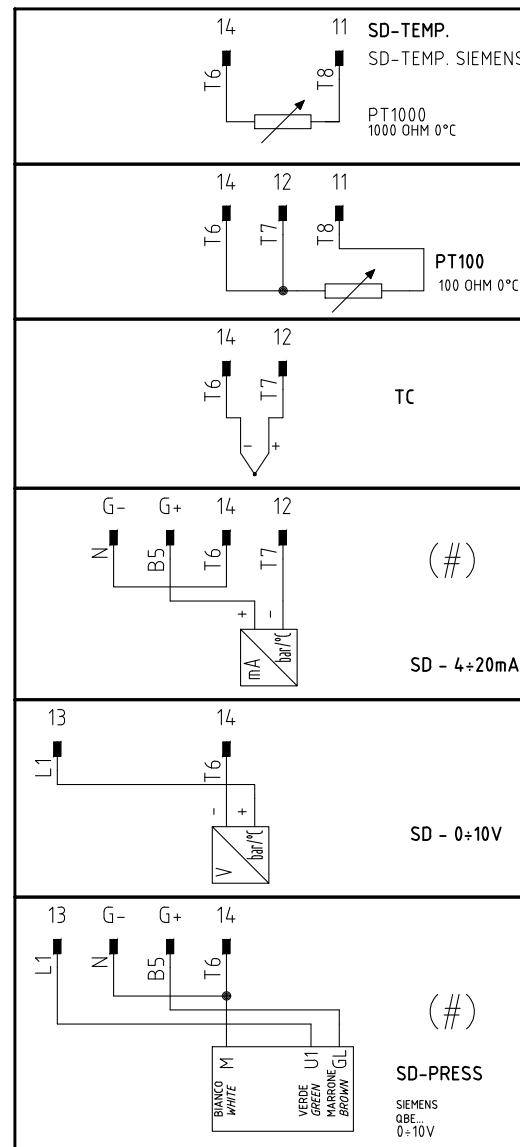 14 11 SD-TEMP.
SD-TEMP. SIEMENS
T6 T8
PT1000
1000 OHM 0°C
14 12 11
T6 T7 T8
PT100
100 OHM 0°C
14 12
T6 T7
TC
- +
G- G+ 14 12
N B5 T6 T7
(#)
+ -
mA bar/°C
SD - 4÷20mA
13 14
L1 T6
- +
V bar/°C
SD - 0÷10V
13 G- G+ 14
L1 N B5 T6
(#)
M U1 GL
BIANCO VERDE MARRONE
WHITE GREEN BROWN
SD-PRESS
SIEMENS
QBE...
0÷10V